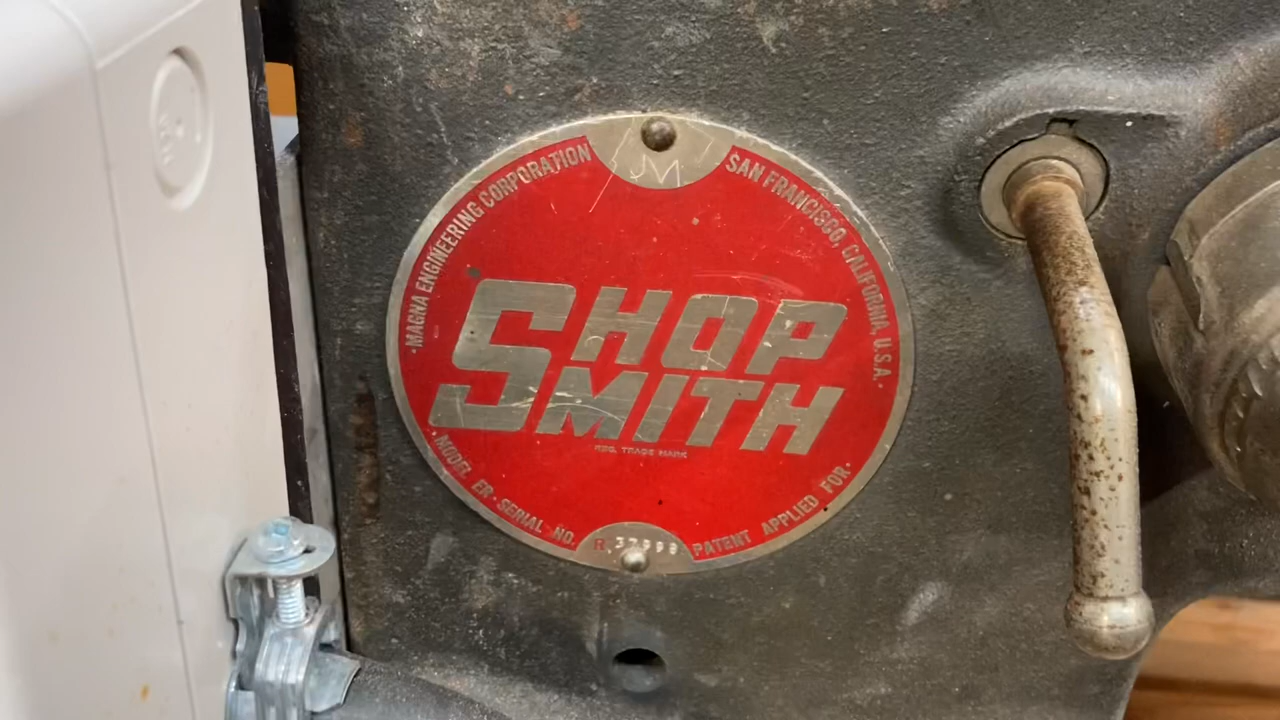 ·MAGNA ENGINEERING CORPORATION
SAN FRANCISCO, CALIFORNIA, U.S.A.·
SHOP
SMITH
REG. TRADE MARK
·MODEL ER·SERIAL NO.
PATENT APPLIED FOR·